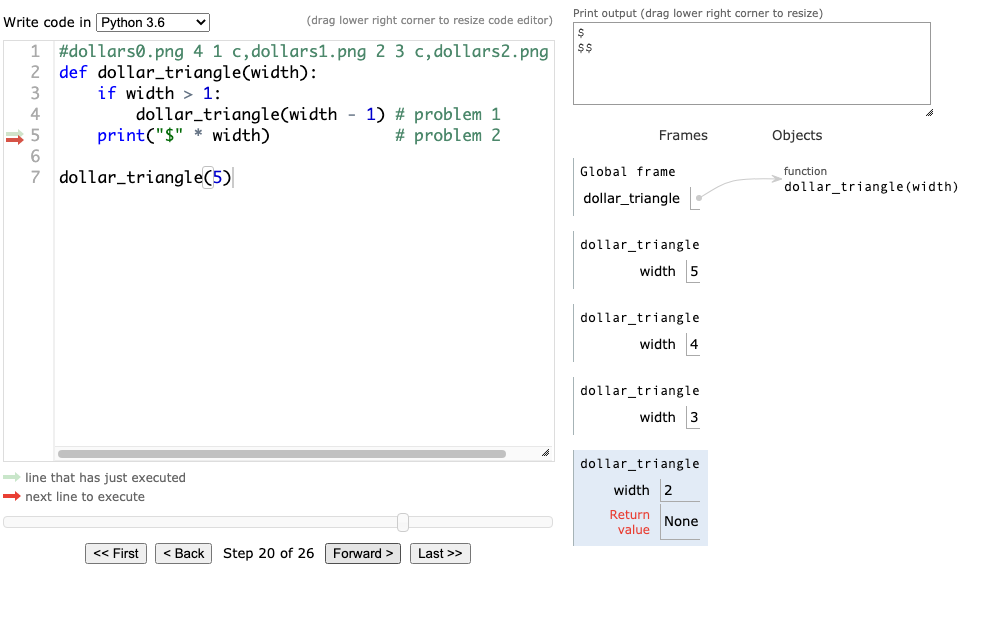 Write code in Python 3.6
(drag lower right corner to resize code editor)
1 #dollars0.png 4 1 c,dollars1.png 2 3 c,dollars2.png
2 def dollar_triangle(width):
3     if width > 1:
4         dollar_triangle(width - 1) # problem 1
5     print("$" * width)             # problem 2
6
7 dollar_triangle(5)
line that has just executed
next line to execute
<< First < Back Step 20 of 26 Forward > Last >>
Print output (drag lower right corner to resize)
$
$$
Frames Objects
Global frame
dollar_triangle
function
dollar_triangle(width)
dollar_triangle
width 5
dollar_triangle
width 4
dollar_triangle
width 3
dollar_triangle
width 2
Return
value None